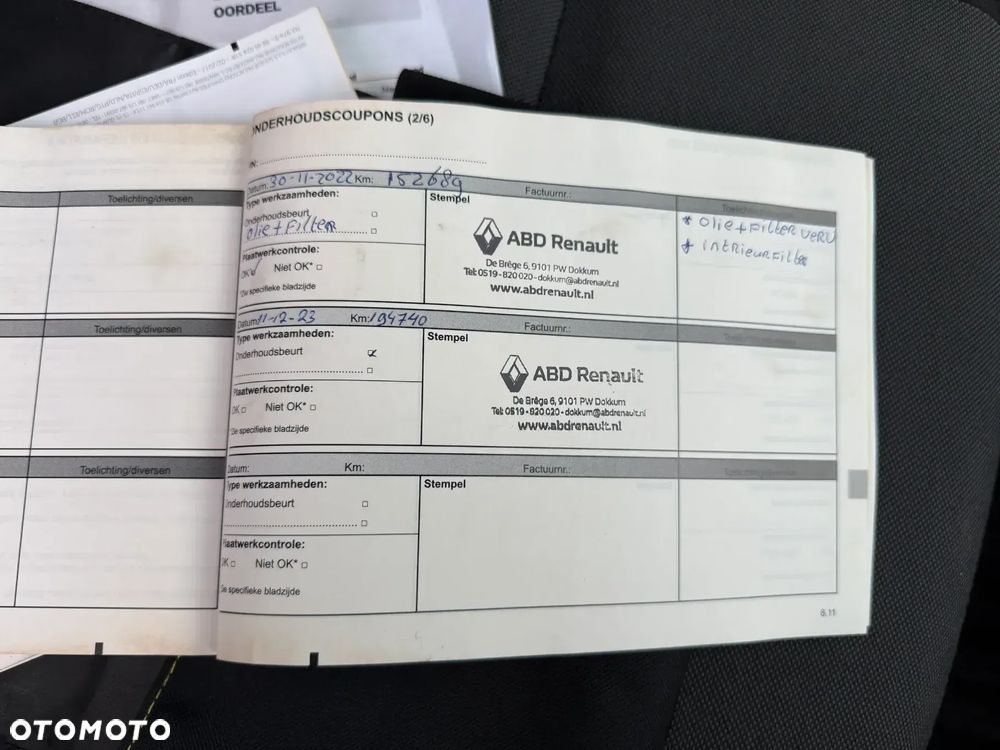 OORDEEL
Toelichting/diversen
Toelichting/diversen
Toelichting/diversen
ONDERHOUDSCOUPONS (2/6)
Datum: 30-11-2022 Km: 152689 Factuurnr.:
Type werkzaamheden:
Onderhoudsbeurt
olie + Filter
Plaatwerkcontrole:
OK Niet OK*
*Zie specifieke bladzijde
Stempel
ABD Renault
De Brêge 6, 9101 PW Dokkum
Tel: 0519 - 820 020 - dokkum@abdrenault.nl
www.abdrenault.nl
* olie + Filter verv
* intrieurfilter
Datum: 11-12-23 Km: 194740 Factuurnr.:
Type werkzaamheden:
Onderhoudsbeurt
Plaatwerkcontrole:
OK Niet OK*
*Zie specifieke bladzijde
Stempel
ABD Renault
De Brêge 6, 9101 PW Dokkum
Tel: 0519 - 820 020 - dokkum@abdrenault.nl
www.abdrenault.nl
Datum: Km: Factuurnr.:
Type werkzaamheden:
Onderhoudsbeurt
Plaatwerkcontrole:
OK Niet OK*
*Zie specifieke bladzijde
Stempel
6.11
OTOMOTO